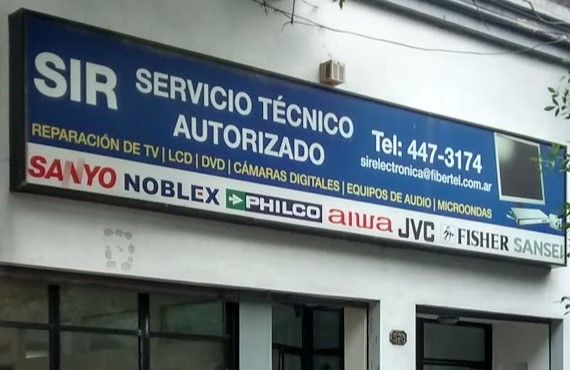 SIR SERVICIO TÉCNICO
AUTORIZADO
Tel: 447-3174
sirelectronica@fibertel.com.ar
REPARACIÓN DE TV | LCD | DVD | CÁMARAS DIGITALES | EQUIPOS DE AUDIO | MICROONDAS
SANYO NOBLEX PHILCO aiwa JVC FISHER SANSEI